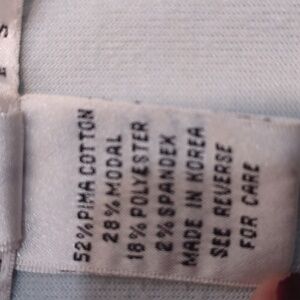 52% PIMA COTTON
28% MODAL
18% POLYESTER
2% SPANDEX
MADE IN KOREA
SEE REVERSE
FOR CARE